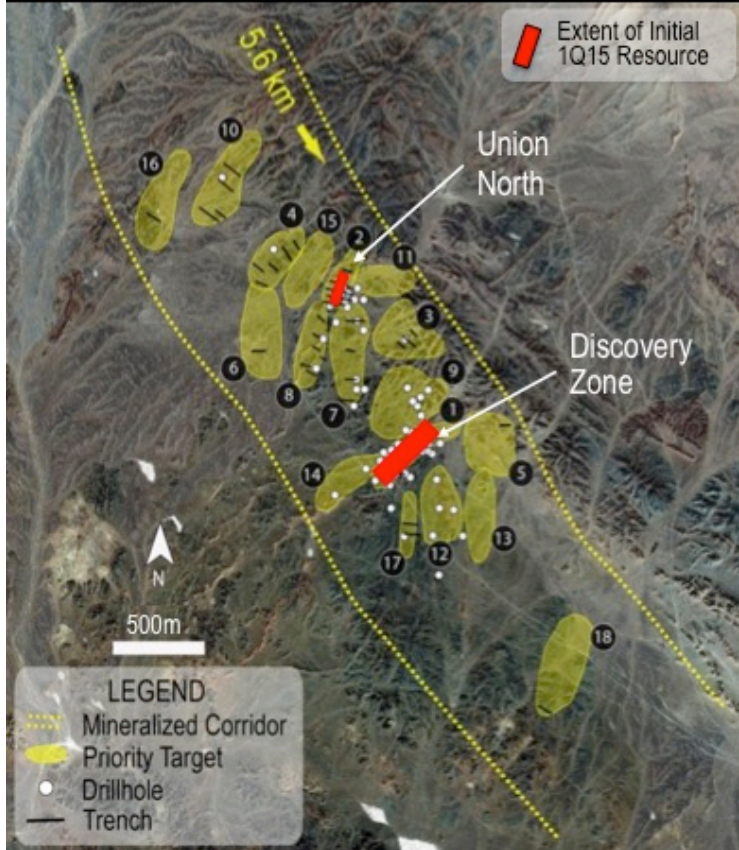 Extent of Initial
1Q15 Resource
5.6 km
Union
North
10
16
4
15
2
11
3
6
8
7
9
1
Discovery
Zone
5
14
17
12
13
18
N
500m
LEGEND
Mineralized Corridor
Priority Target
Drillhole
Trench